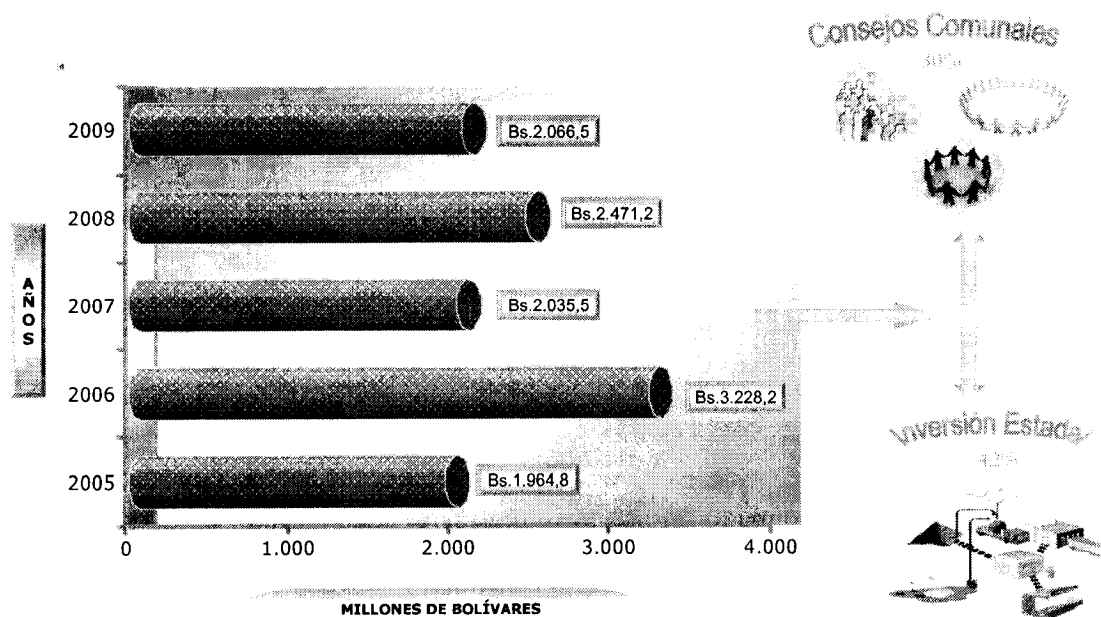 Consejos Comunales
30%
2009
Bs.2.066,5
2008
Bs.2.471,2
AÑOS
2007
Bs.2.035,5
2006
Bs.3.228,2
2005
Bs.1.964,8
0 1.000 2.000 3.000 4.000
MILLONES DE BOLÍVARES
Inversión Estadal
42%